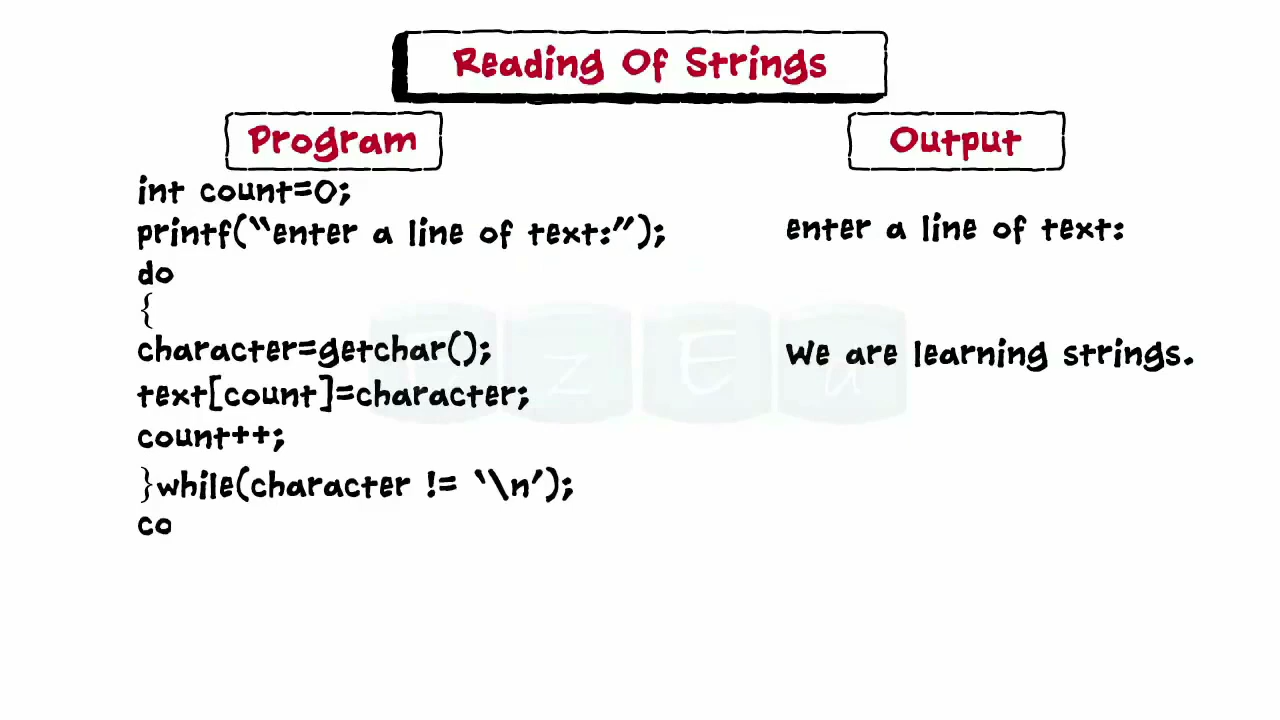 Reading Of Strings
Program
Output
int count=0;
printf(“enter a line of text:”);
enter a line of text:
do
{
character=getchar();
We are learning strings.
text[count]=character;
count++;
}while(character != ‘\n’);
co